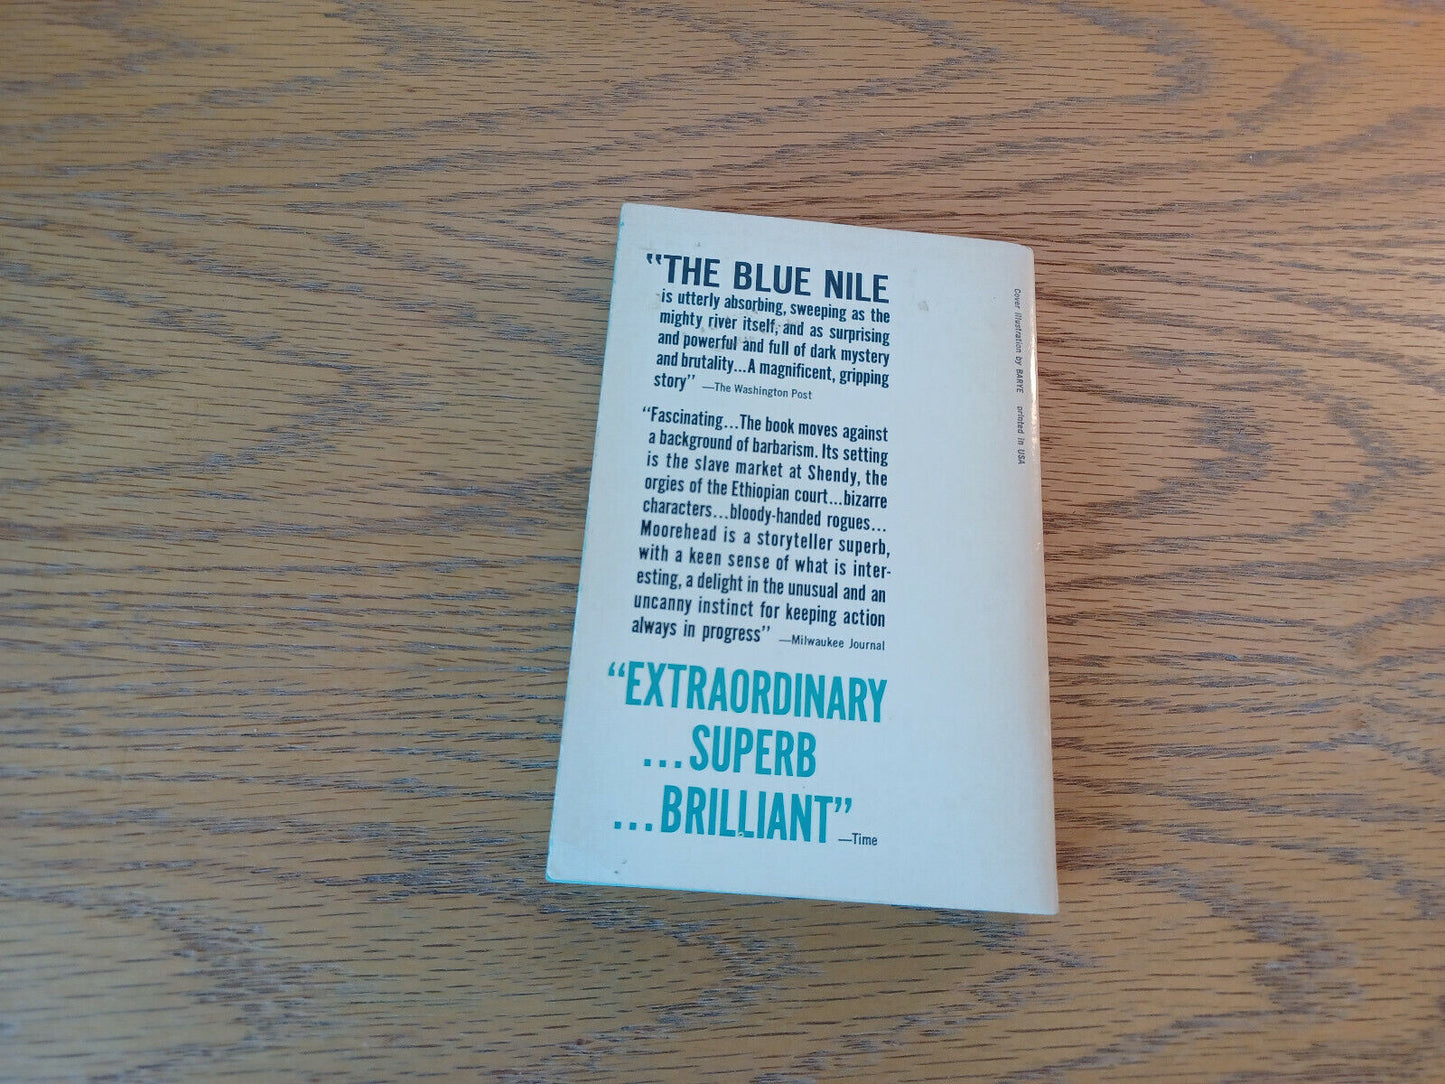 "THE BLUE NILE
is utterly absorbing, sweeping as the
mighty river itself, and as surprising
and powerful and full of dark mystery
and brutality...A magnificent, gripping
story" —The Washington Post
"Fascinating...The book moves against
a background of barbarism. Its setting
is the slave market at Shendy, the
orgies of the Ethiopian court...bizarre
characters...bloody-handed rogues...
Moorehead is a storyteller superb,
with a keen sense of what is inter-
esting, a delight in the unusual and an
uncanny instinct for keeping action
always in progress" —Milwaukee Journal
"EXTRAORDINARY
...SUPERB
...BRILLIANT" —Time
Cover illustration by BARYE printed in USA